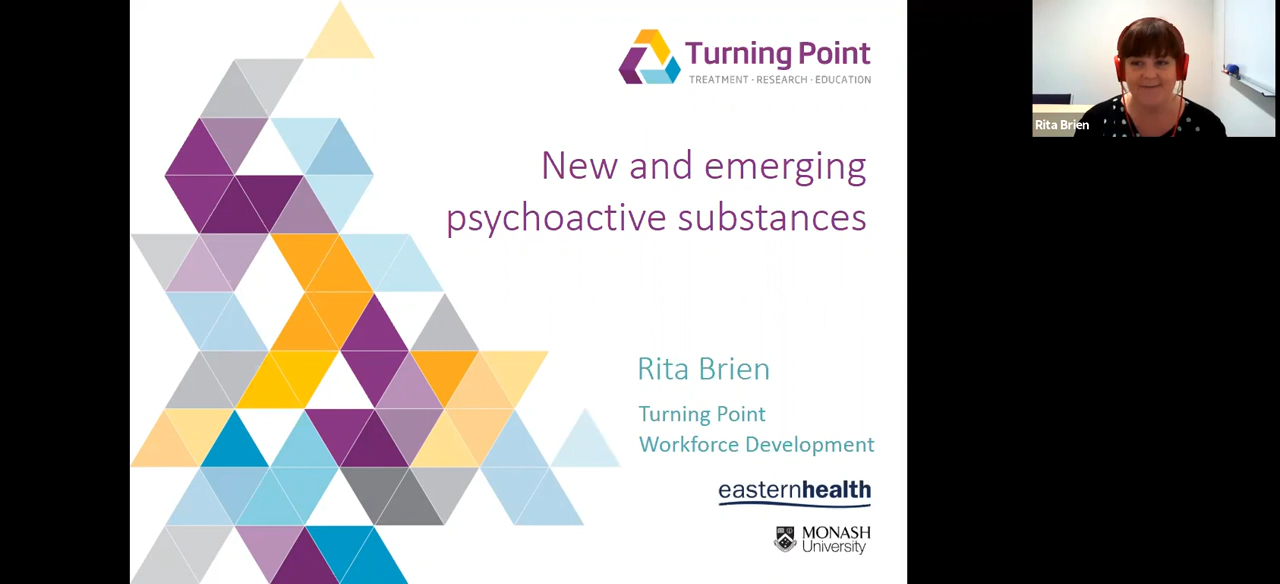 Turning Point
TREATMENT · RESEARCH · EDUCATION
New and emerging
psychoactive substances
Rita Brien
Turning Point
Workforce Development
easternhealth
MONASH
University
Rita Brien